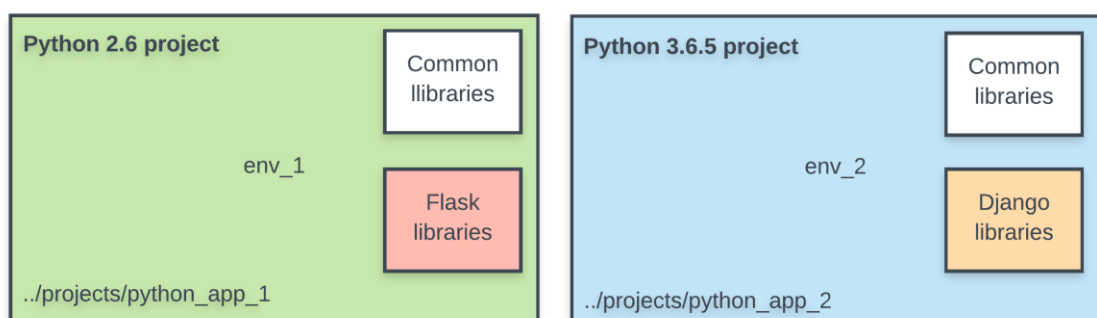 Python 2.6 project
Common
llibraries
env_1
Flask
libraries
../projects/python_app_1
Python 3.6.5 project
Common
libraries
env_2
Django
libraries
../projects/python_app_2